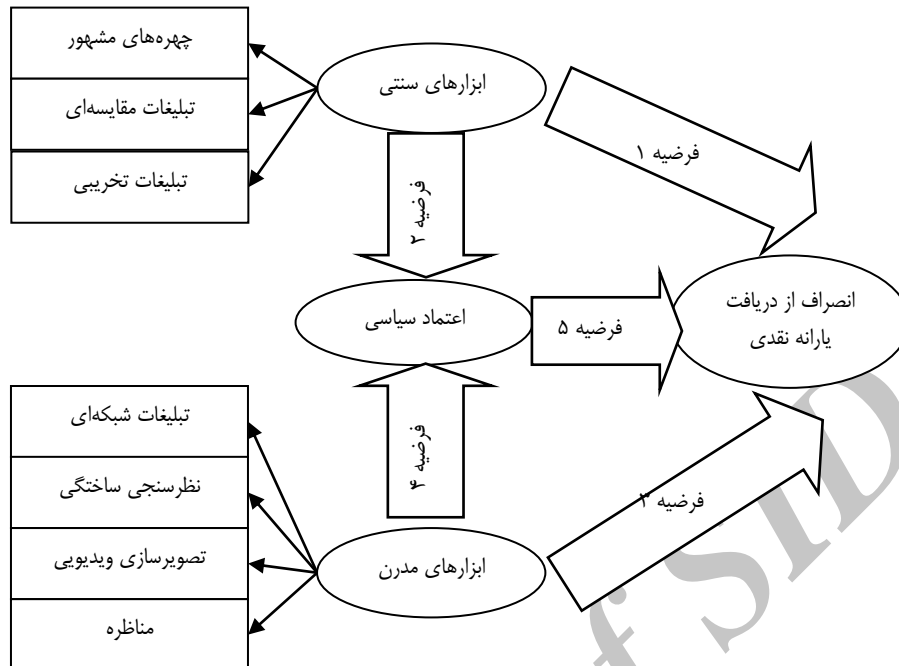 چهره‌های مشهور
تبلیغات مقایسه‌ای
تبلیغات تخریبی
ابزارهای سنتی
فرضیه ۱
فرضیه ۲
اعتماد سیاسی
فرضیه ۵
انصراف از دریافت
یارانه نقدی
فرضیه ۴
فرضیه ۳
تبلیغات شبکه‌ای
نظرسنجی ساختگی
تصویرسازی ویدیویی
مناظره
ابزارهای مدرن
f SID